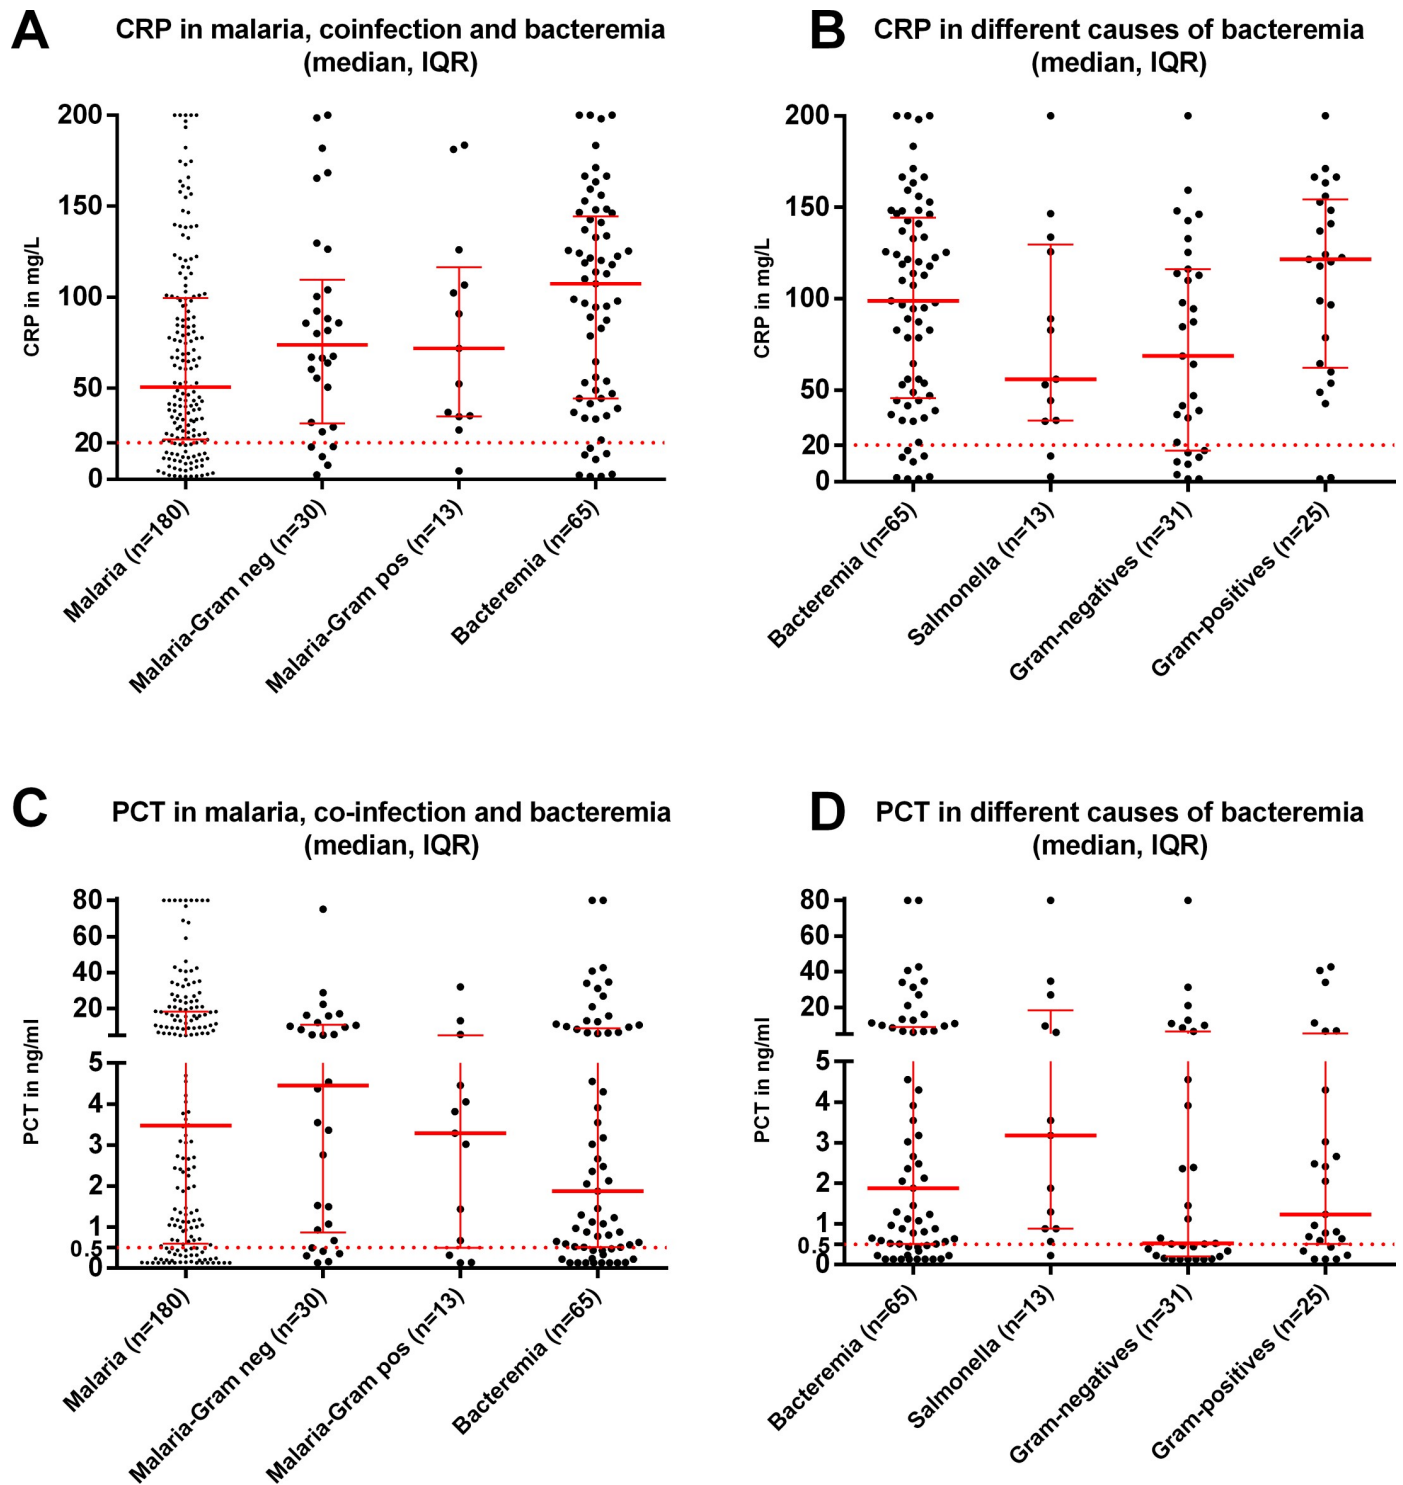 A
CRP in malaria, coinfection and bacteremia
(median, IQR)
CRP in mg/L
200
150
100
50
20
0
Malaria (n=180)
Malaria-Gram neg (n=30)
Malaria-Gram pos (n=13)
Bacteremia (n=65)
B
CRP in different causes of bacteremia
(median, IQR)
CRP in mg/L
200
150
100
50
20
0
Bacteremia (n=65)
Salmonella (n=13)
Gram-negatives (n=31)
Gram-positives (n=25)
C
PCT in malaria, co-infection and bacteremia
(median, IQR)
PCT in ng/ml
80
60
40
20
5
4
3
2
1
0.5
0
Malaria (n=180)
Malaria-Gram neg (n=30)
Malaria-Gram pos (n=13)
Bacteremia (n=65)
D
PCT in different causes of bacteremia
(median, IQR)
PCT in ng/ml
80
60
40
20
5
4
3
2
1
0.5
0
Bacteremia (n=65)
Salmonella (n=13)
Gram-negatives (n=31)
Gram-positives (n=25)